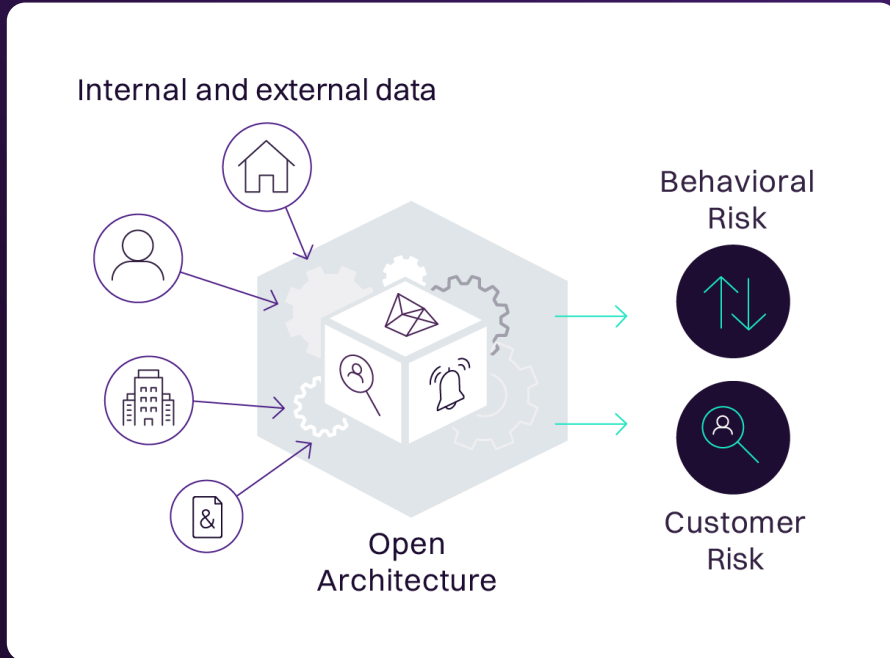 Internal and external data
Behavioral
Risk
&
Open
Architecture
Customer
Risk